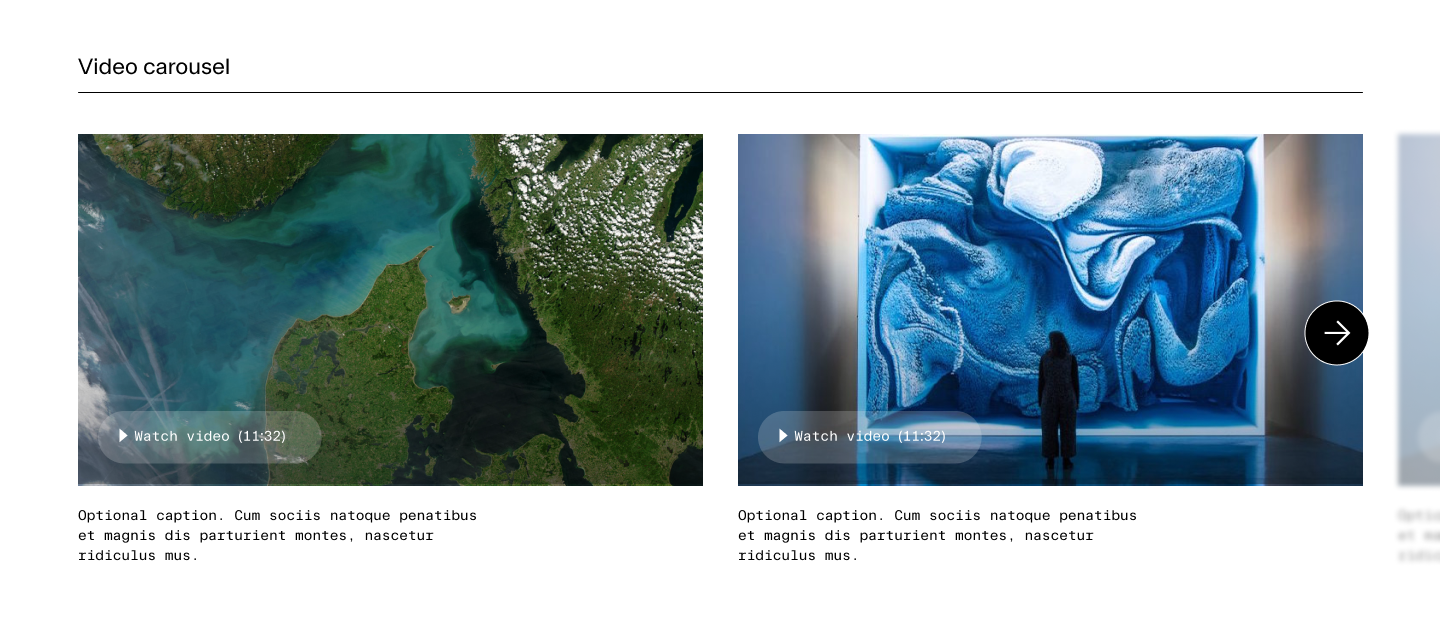 Video carousel
Watch video (11:32)
Watch video (11:32)
Optional caption. Cum sociis natoque penatibus
et magnis dis parturient montes, nascetur
ridiculus mus.
Optional caption. Cum sociis natoque penatibus
et magnis dis parturient montes, nascetur
ridiculus mus.